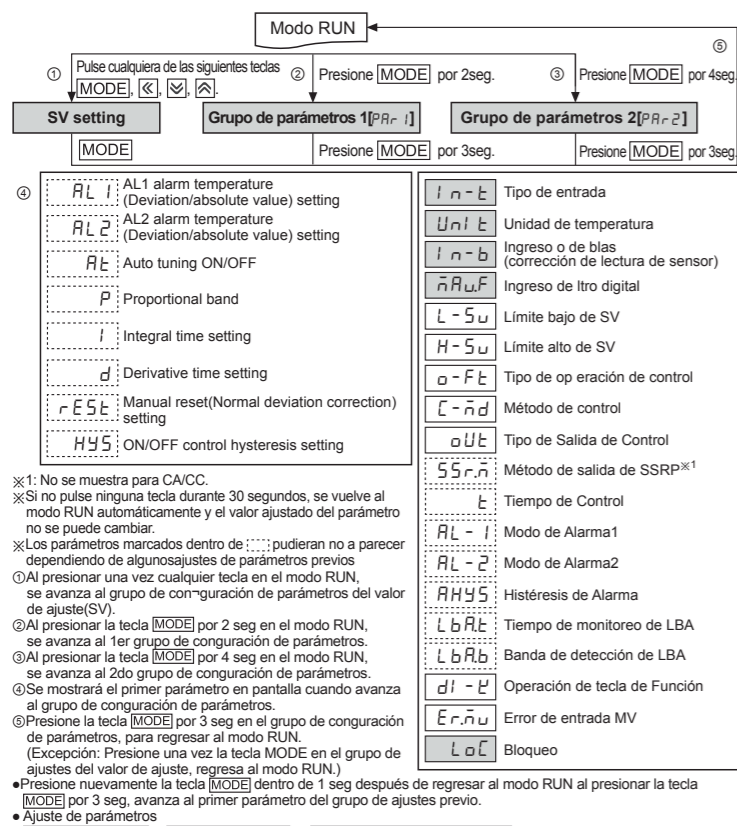 Modo RUN
⑤
① Pulse cualquiera de las siguientes teclas
MODE, «, ︾, ︽.
② Presione MODE por 2seg.
③ Presione MODE por 4seg.
SV setting
Grupo de parámetros 1[PAr1]
Grupo de parámetros 2[PAr2]
MODE
Presione MODE por 3seg.
Presione MODE por 3seg.
④
AL1 AL1 alarm temperature
(Deviation/absolute value) setting
AL2 AL2 alarm temperature
(Deviation/absolute value) setting
At Auto tuning ON/OFF
P Proportional band
I Integral time setting
d Derivative time setting
rESt Manual reset(Normal deviation correction)
setting
HYS ON/OFF control hysteresis setting
In-t Tipo de entrada
UnIt Unidad de temperatura
In-b Ingreso o de blas
(corrección de lectura de sensor)
mAu.F Ingreso de ltro digital
L-Su Límite bajo de SV
H-Su Límite alto de SV
o-Ft Tipo de op eración de control
C-md Método de control
oUt Tipo de Salida de Control
SSr.m Método de salida de SSRP※1
t Tiempo de Control
AL-1 Modo de Alarma1
AL-2 Modo de Alarma2
AHYS Histéresis de Alarma
LbA.t Tiempo de monitoreo de LBA
LbA.b Banda de detección de LBA
dI-K Operación de tecla de Función
Er.mu Error de entrada MV
LoC Bloqueo
※1: No se muestra para CA/CC.
※Si no pulse ninguna tecla durante 30 segundos, se vuelve al
modo RUN automáticamente y el valor ajustado del parámetro
no se puede cambiar.
※Los parámetros marcados dentro de pudieran no a parecer
dependiendo de algunosajustes de parámetros previos
①Al presionar una vez cualquier tecla en el modo RUN,
se avanza al grupo de con¬guración de parámetros del valor
de ajuste(SV).
②Al presionar la tecla MODE por 2 seg en el modo RUN,
se avanza al 1er grupo de conguración de parámetros.
③Al presionar la tecla MODE por 4 seg en el modo RUN,
se avanza al 2do grupo de conguración de parámetros.
④Se mostrará el primer parámetro en pantalla cuando avanza
al grupo de conguración de parámetros.
⑤Presione la tecla MODE por 3 seg en el grupo de conguración
de parámetros, para regresar al modo RUN.
(Excepción: Presione una vez la tecla MODE en el grupo de
ajustes del valor de ajuste, regresa al modo RUN.)
●Presione nuevamente la tecla MODE dentro de 1 seg después de regresar al modo RUN al presionar la tecla
MODE por 3 seg, avanza al primer parámetro del grupo de ajustes previo.
● Ajuste de parámetros